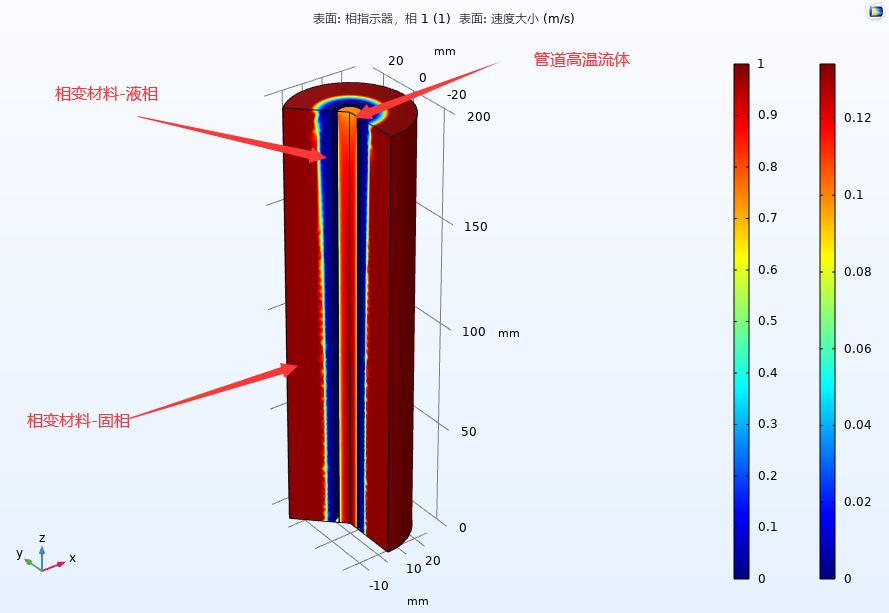 表面: 相指示器，相 1 (1)  表面: 速度大小 (m/s)
mm
20
0
-20
管道高温流体
相变材料-液相
200
150
100
mm
50
0
相变材料-固相
20
10
-10
mm
z
y
x
1
0.9
0.8
0.7
0.6
0.5
0.4
0.3
0.2
0.1
0
0.12
0.1
0.08
0.06
0.04
0.02
0